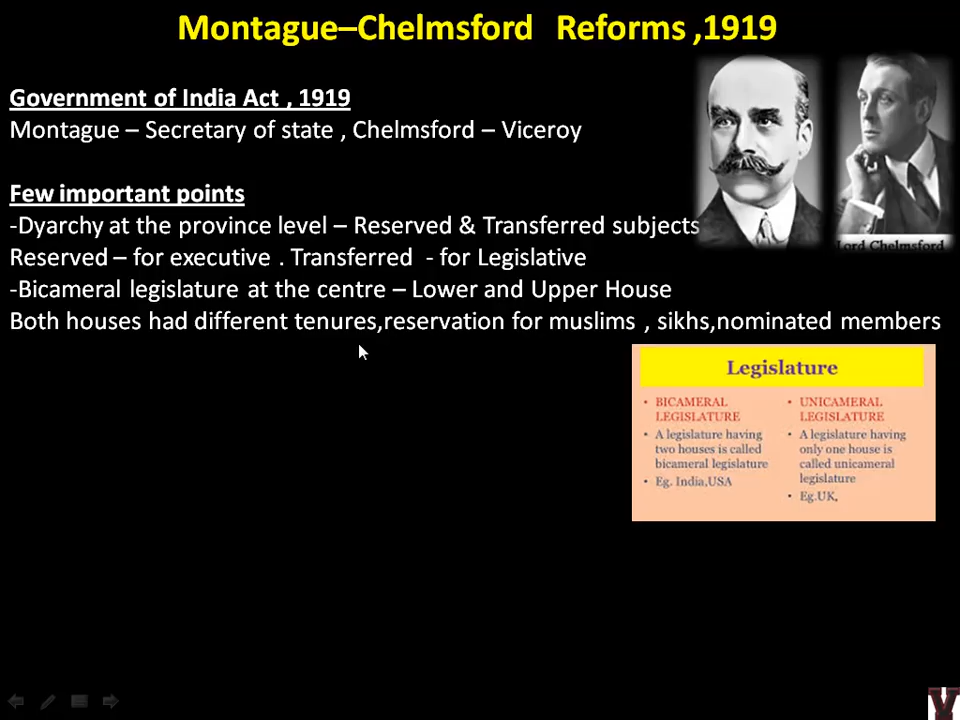 Montague–Chelmsford Reforms ,1919
Government of India Act , 1919
Montague – Secretary of state , Chelmsford – Viceroy
Few important points
-Dyarchy at the province level – Reserved & Transferred subjects
Reserved – for executive . Transferred - for Legislative
-Bicameral legislature at the centre – Lower and Upper House
Both houses had different tenures,reservation for muslims , sikhs,nominated members
Lord Chelmsford
Legislature
• BICAMERAL
LEGISLATURE
• A legislature having
two houses is called
bicameral legislature
• Eg. India,USA
• UNICAMERAL
LEGISLATURE
• A legislature having
only one house is
called unicameral
legislature
• Eg.UK.
V